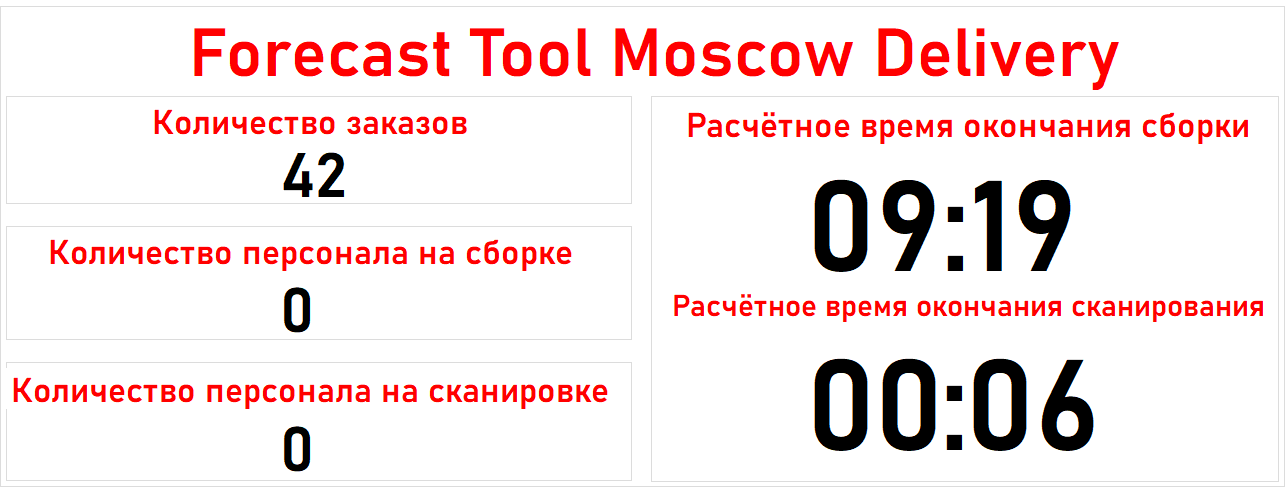 Forecast Tool Moscow Delivery
Количество заказов
42
Количество персонала на сборке
0
Количество персонала на сканировке
0
Расчётное время окончания сборки
09:19
Расчётное время окончания сканирования
00:06